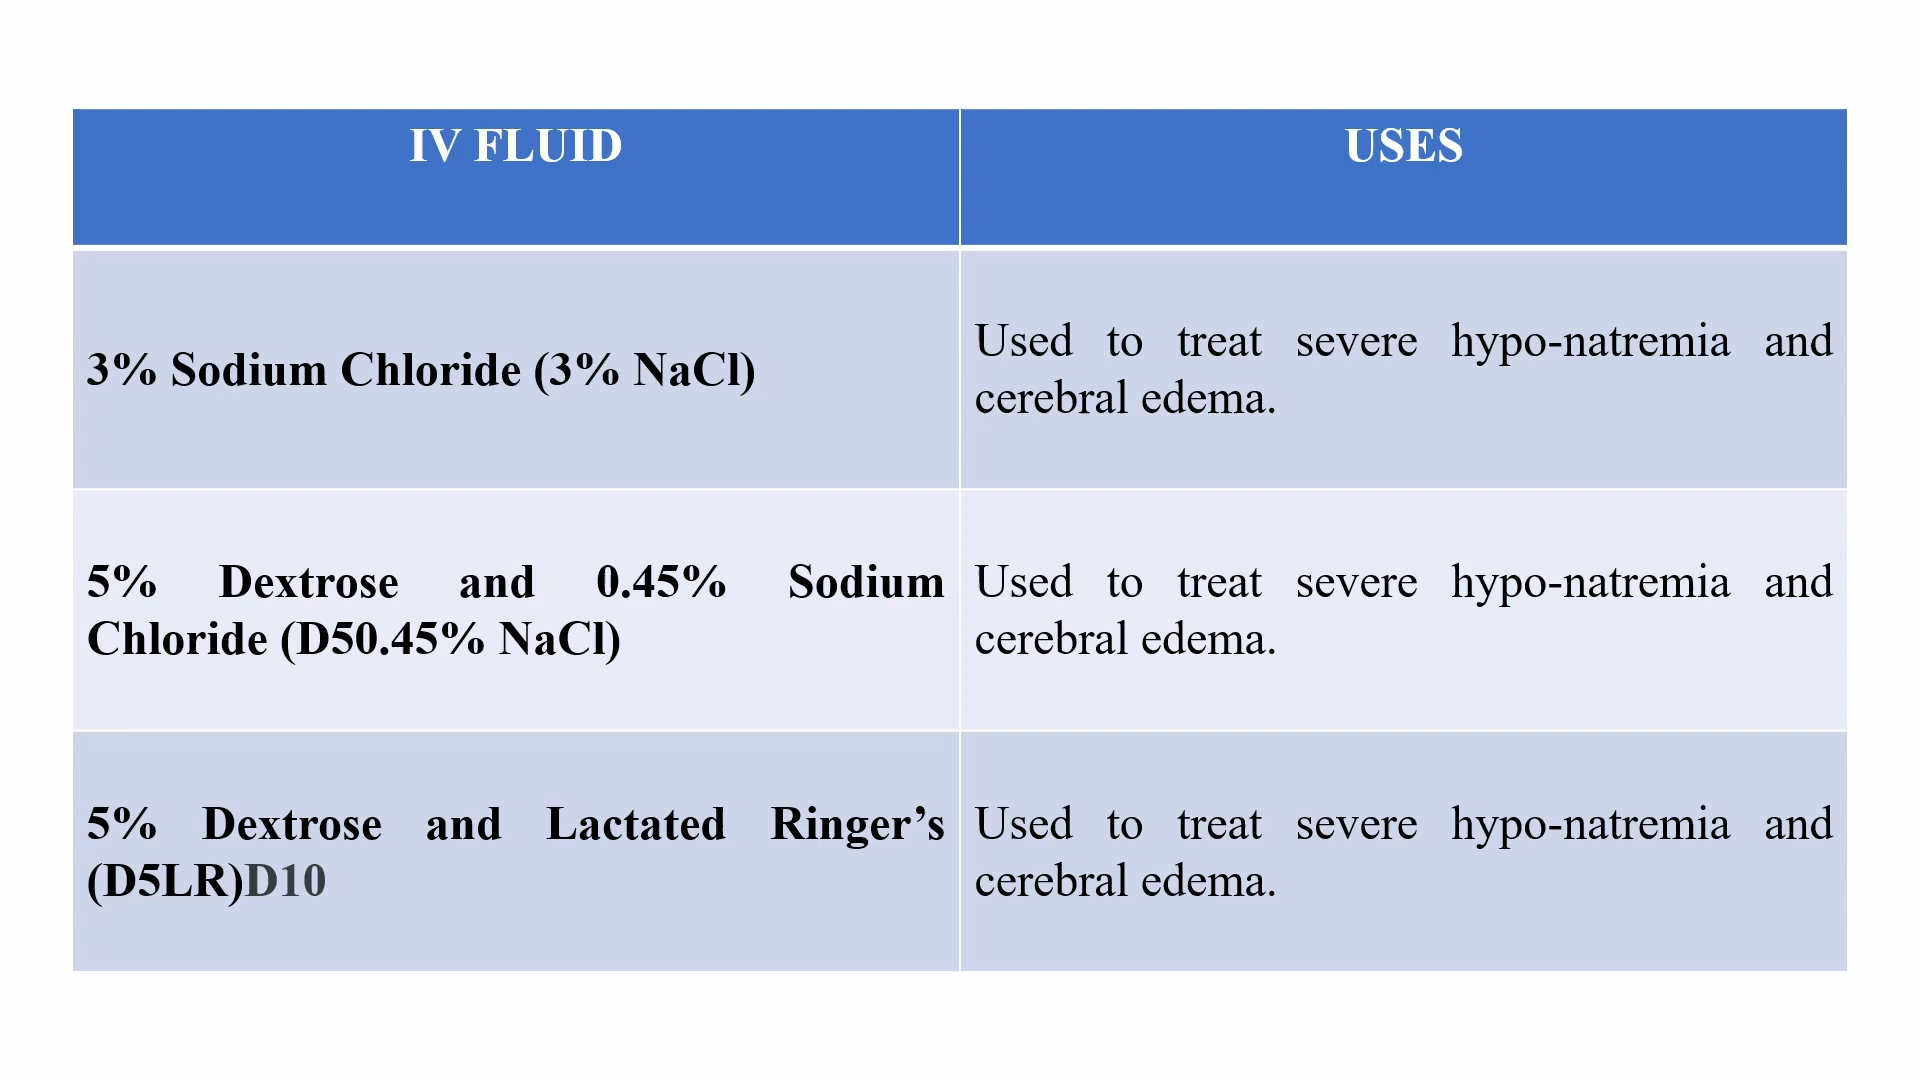 IV FLUID
USES
3% Sodium Chloride (3% NaCl)
Used to treat severe hypo-natremia and
cerebral edema.
5% Dextrose and 0.45% Sodium
Chloride (D50.45% NaCl)
Used to treat severe hypo-natremia and
cerebral edema.
5% Dextrose and Lactated Ringer’s
(D5LR)D10
Used to treat severe hypo-natremia and
cerebral edema.